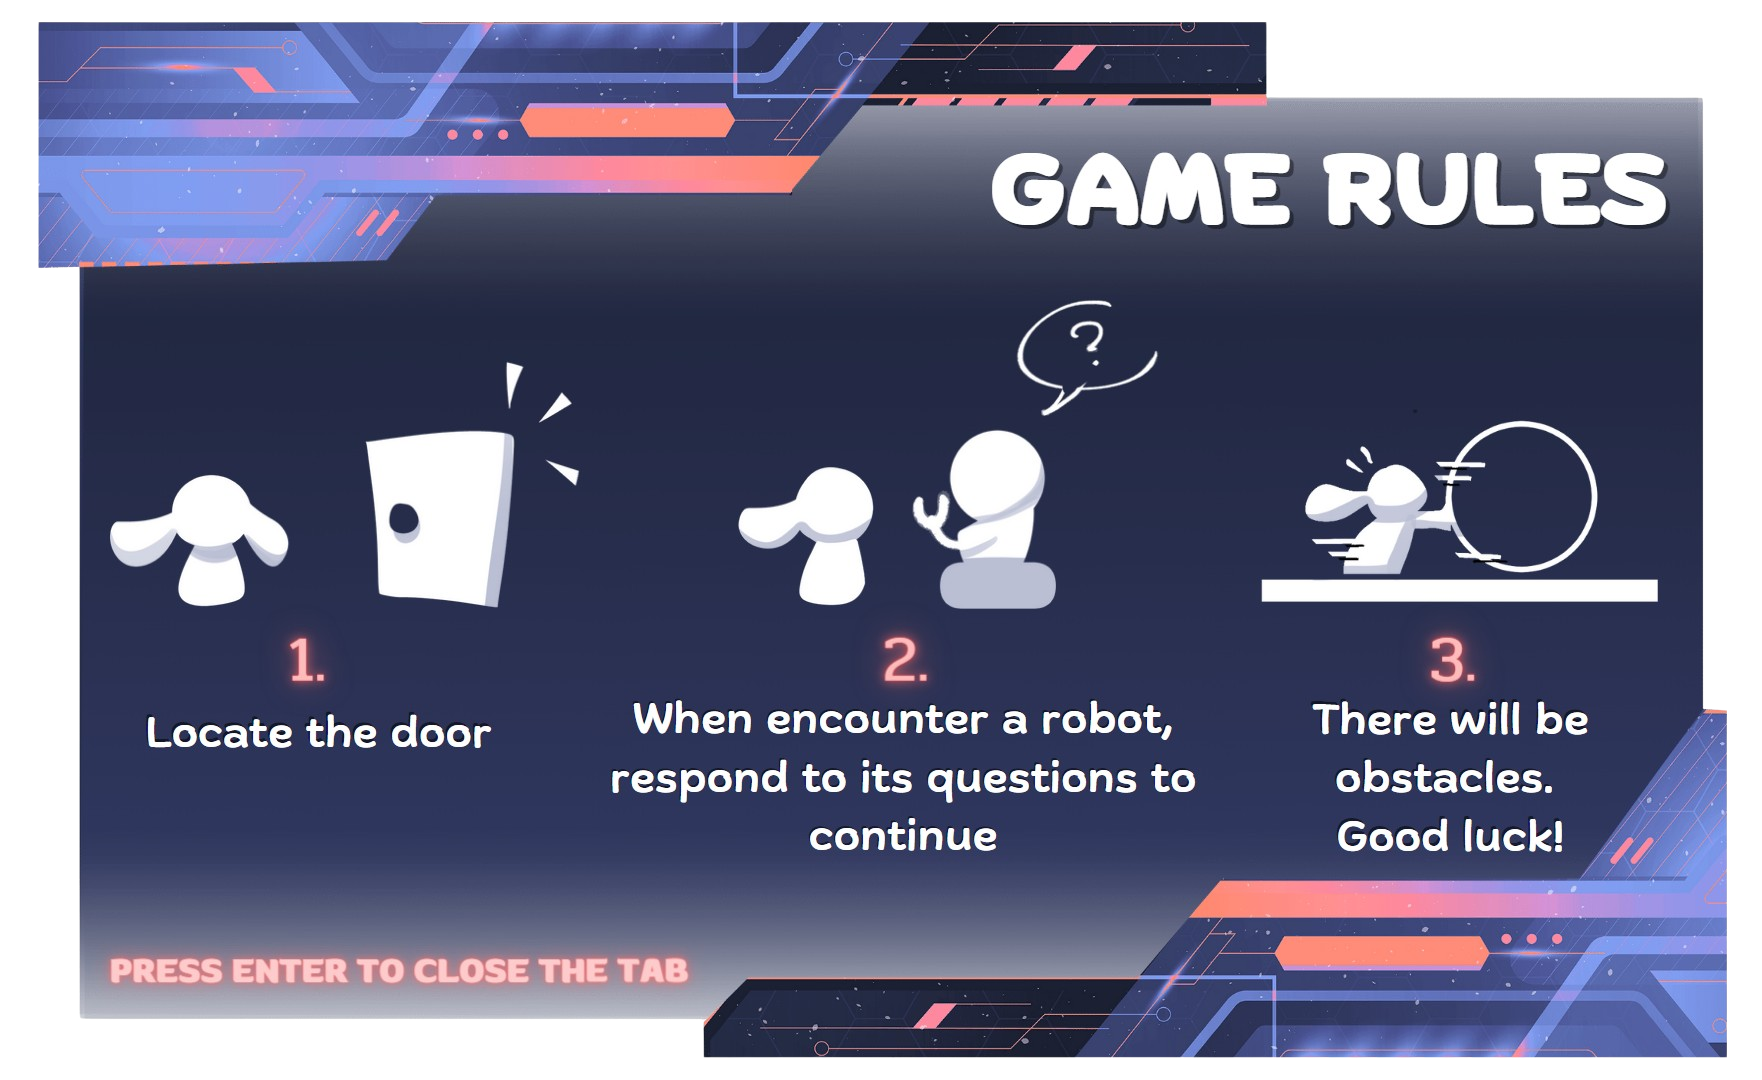 GAME RULES
?
1.
Locate the door
2.
When encounter a robot,
respond to its questions to
continue
3.
There will be
obstacles.
Good luck!
PRESS ENTER TO CLOSE THE TAB